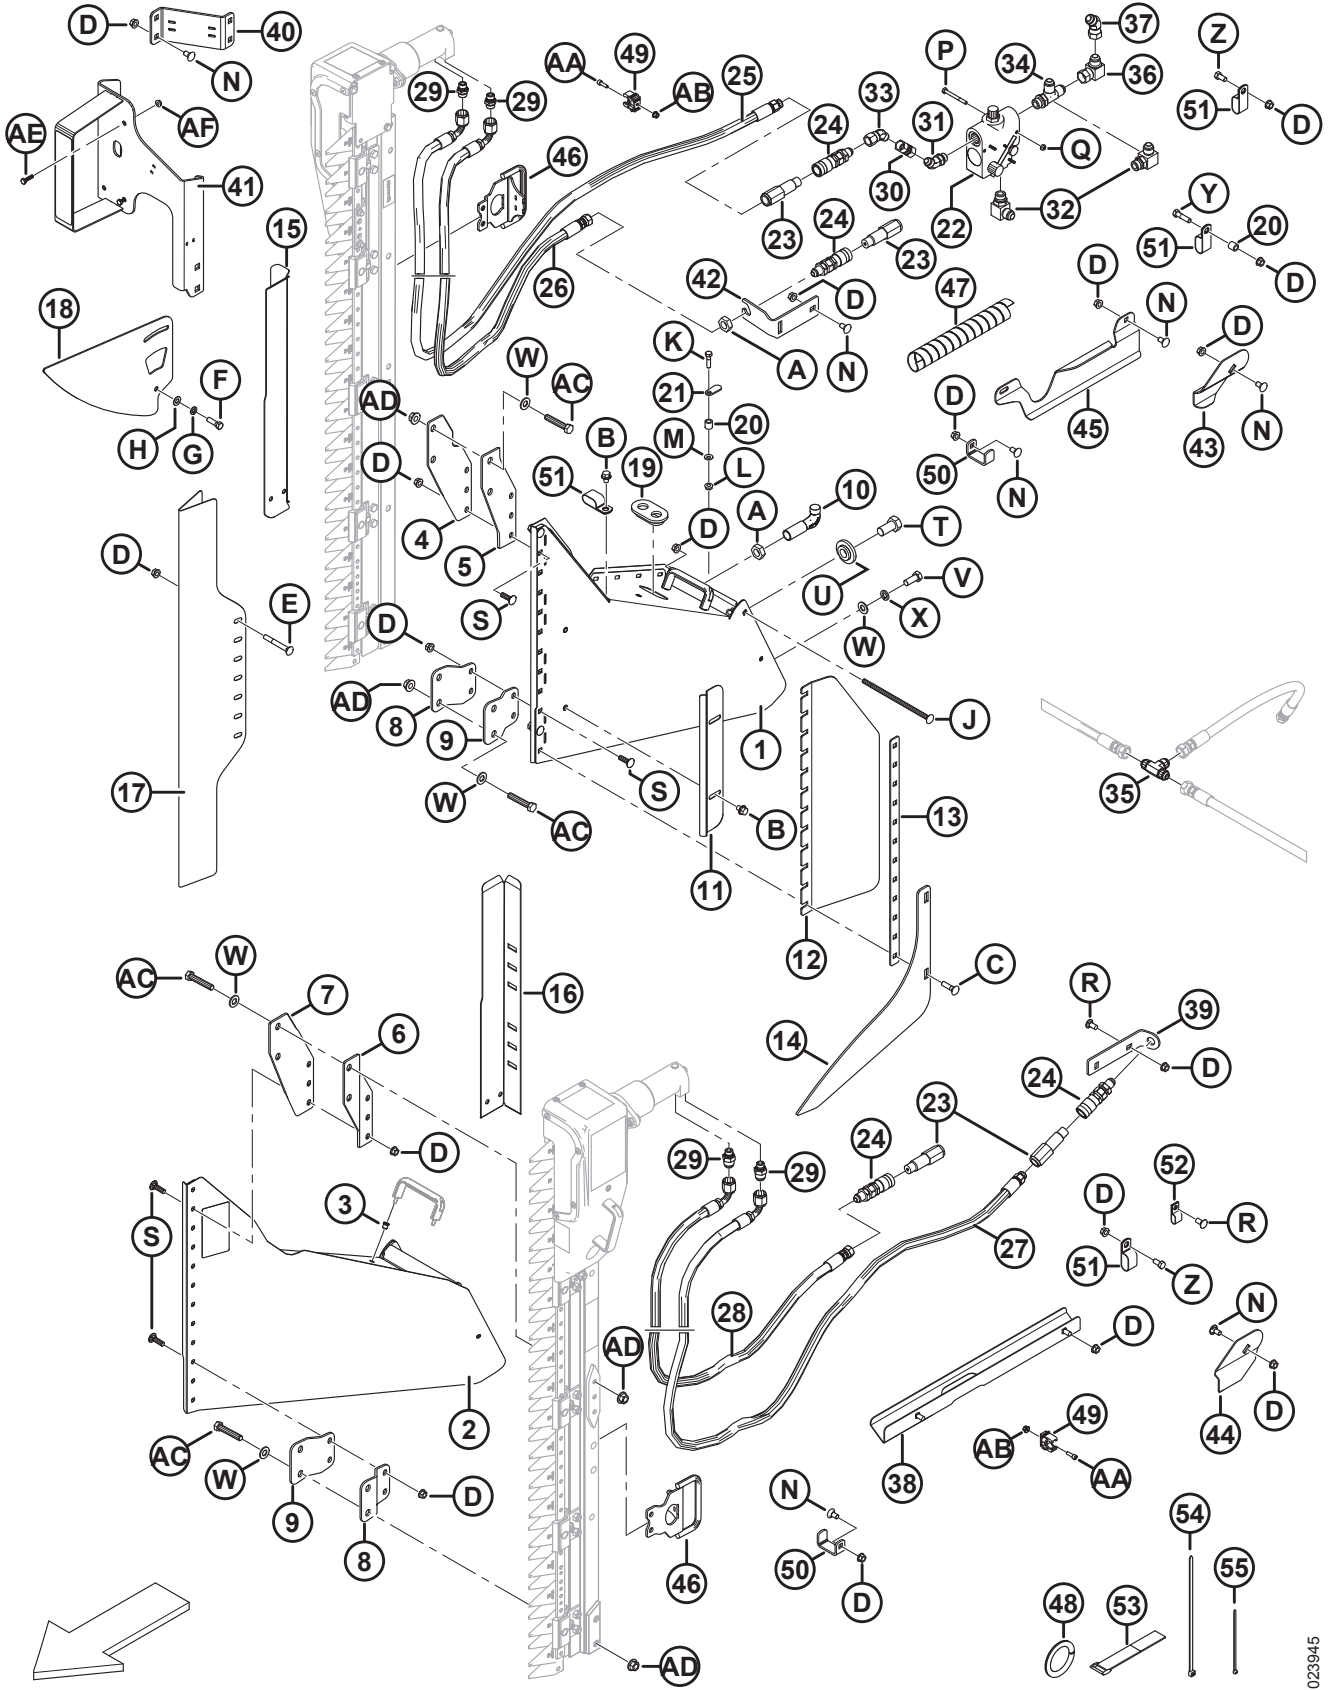 D 40 AA 49 25 P 34 37 Z
N 29 29 AB 24 33 31 36 51 D
AE AF 46 30 Q
41 23 22 32 Y
15 24 23 51 20
26 42 D 47 D D
18 K A N N D
F W AC 21
H G AD B M 20 D 45 43 N
D 51 19 L 50 N
4 5 A 10
D T
U V
E S D W X
AD 8 9 1 J
17 W S 35
AC B 13
11
12 C
AC W 7 16 R 39
6 14
24 D
D 24 23
29 29 52
3 D R
S 27 51 Z
28 N
AD D
2 49 44 D
AC W AB 38 AA
9 8 D N 54
46 50 55
D 48 53
AD
023945